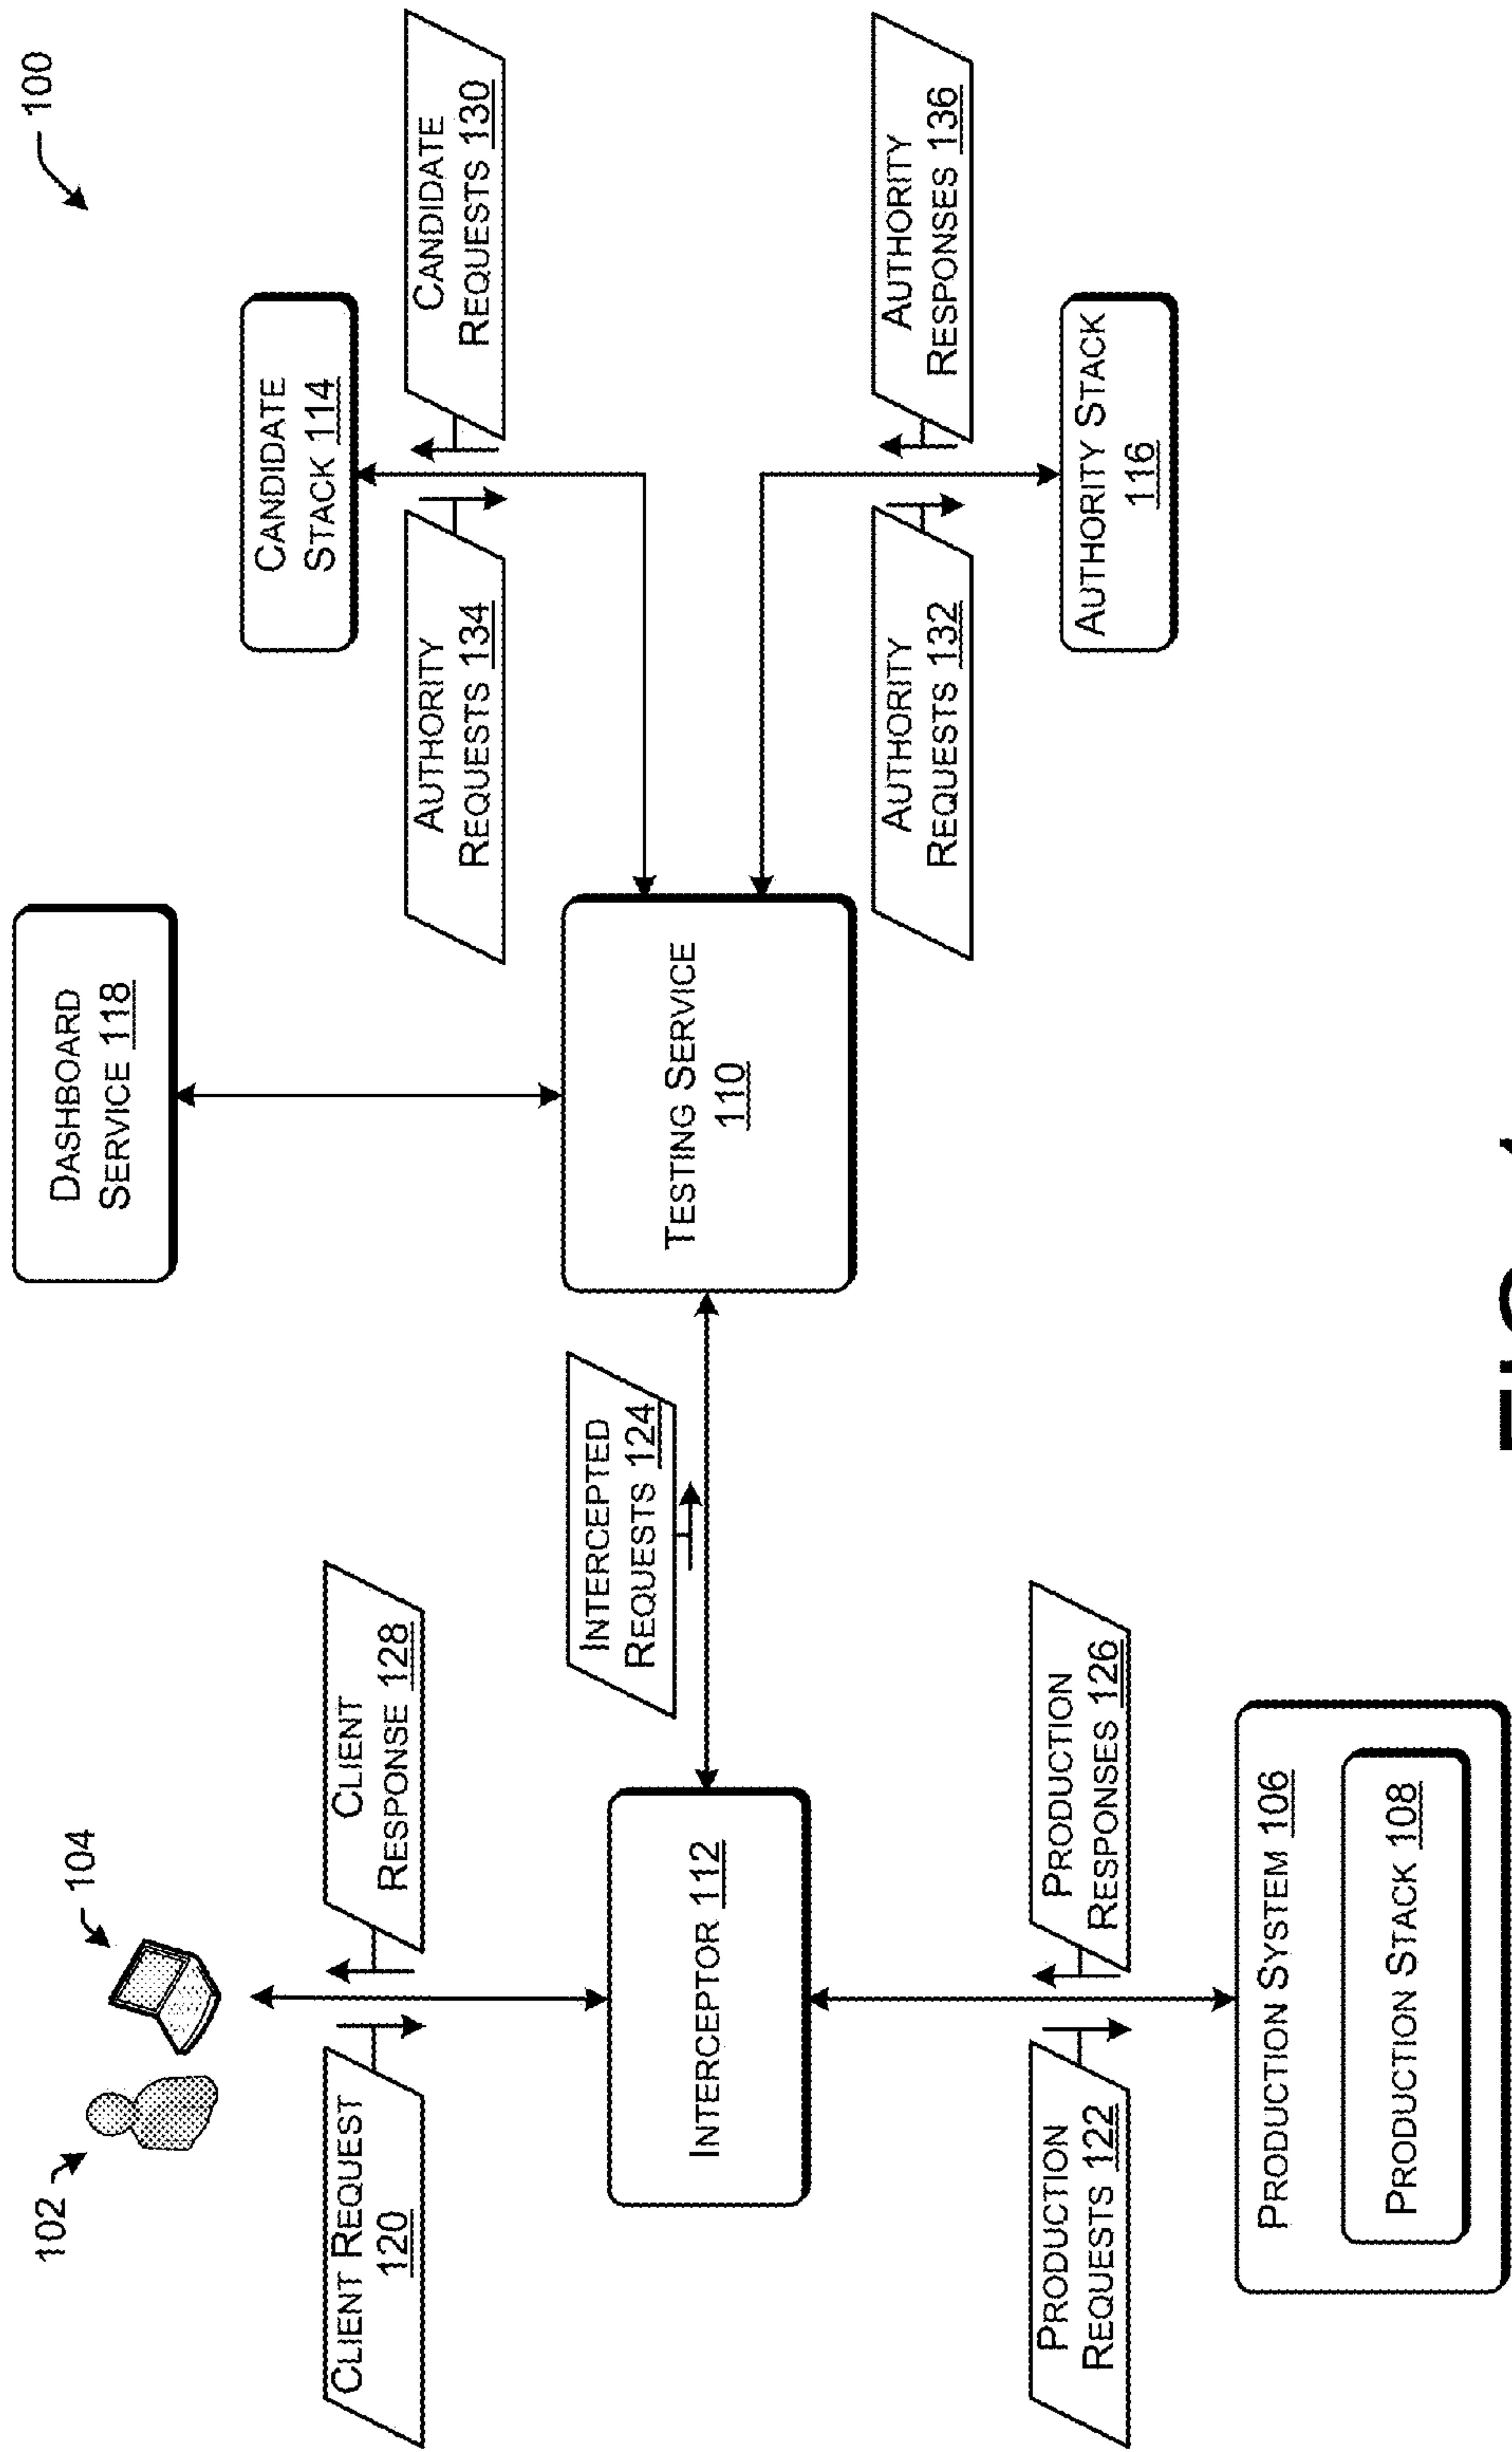 100
102
104
DASHBOARD
SERVICE 118
CANDIDATE
STACK 114
CLIENT REQUEST
120
CLIENT
RESPONSE 128
AUTHORITY
REQUESTS 134
CANDIDATE
REQUESTS 130
INTERCEPTED
REQUESTS 124
INTERCEPTOR 112
TESTING SERVICE
110
AUTHORITY
REQUESTS 132
AUTHORITY
RESPONSES 136
PRODUCTION
REQUESTS 122
PRODUCTION
RESPONSES 126
AUTHORITY STACK
116
PRODUCTION SYSTEM 106
PRODUCTION STACK 108